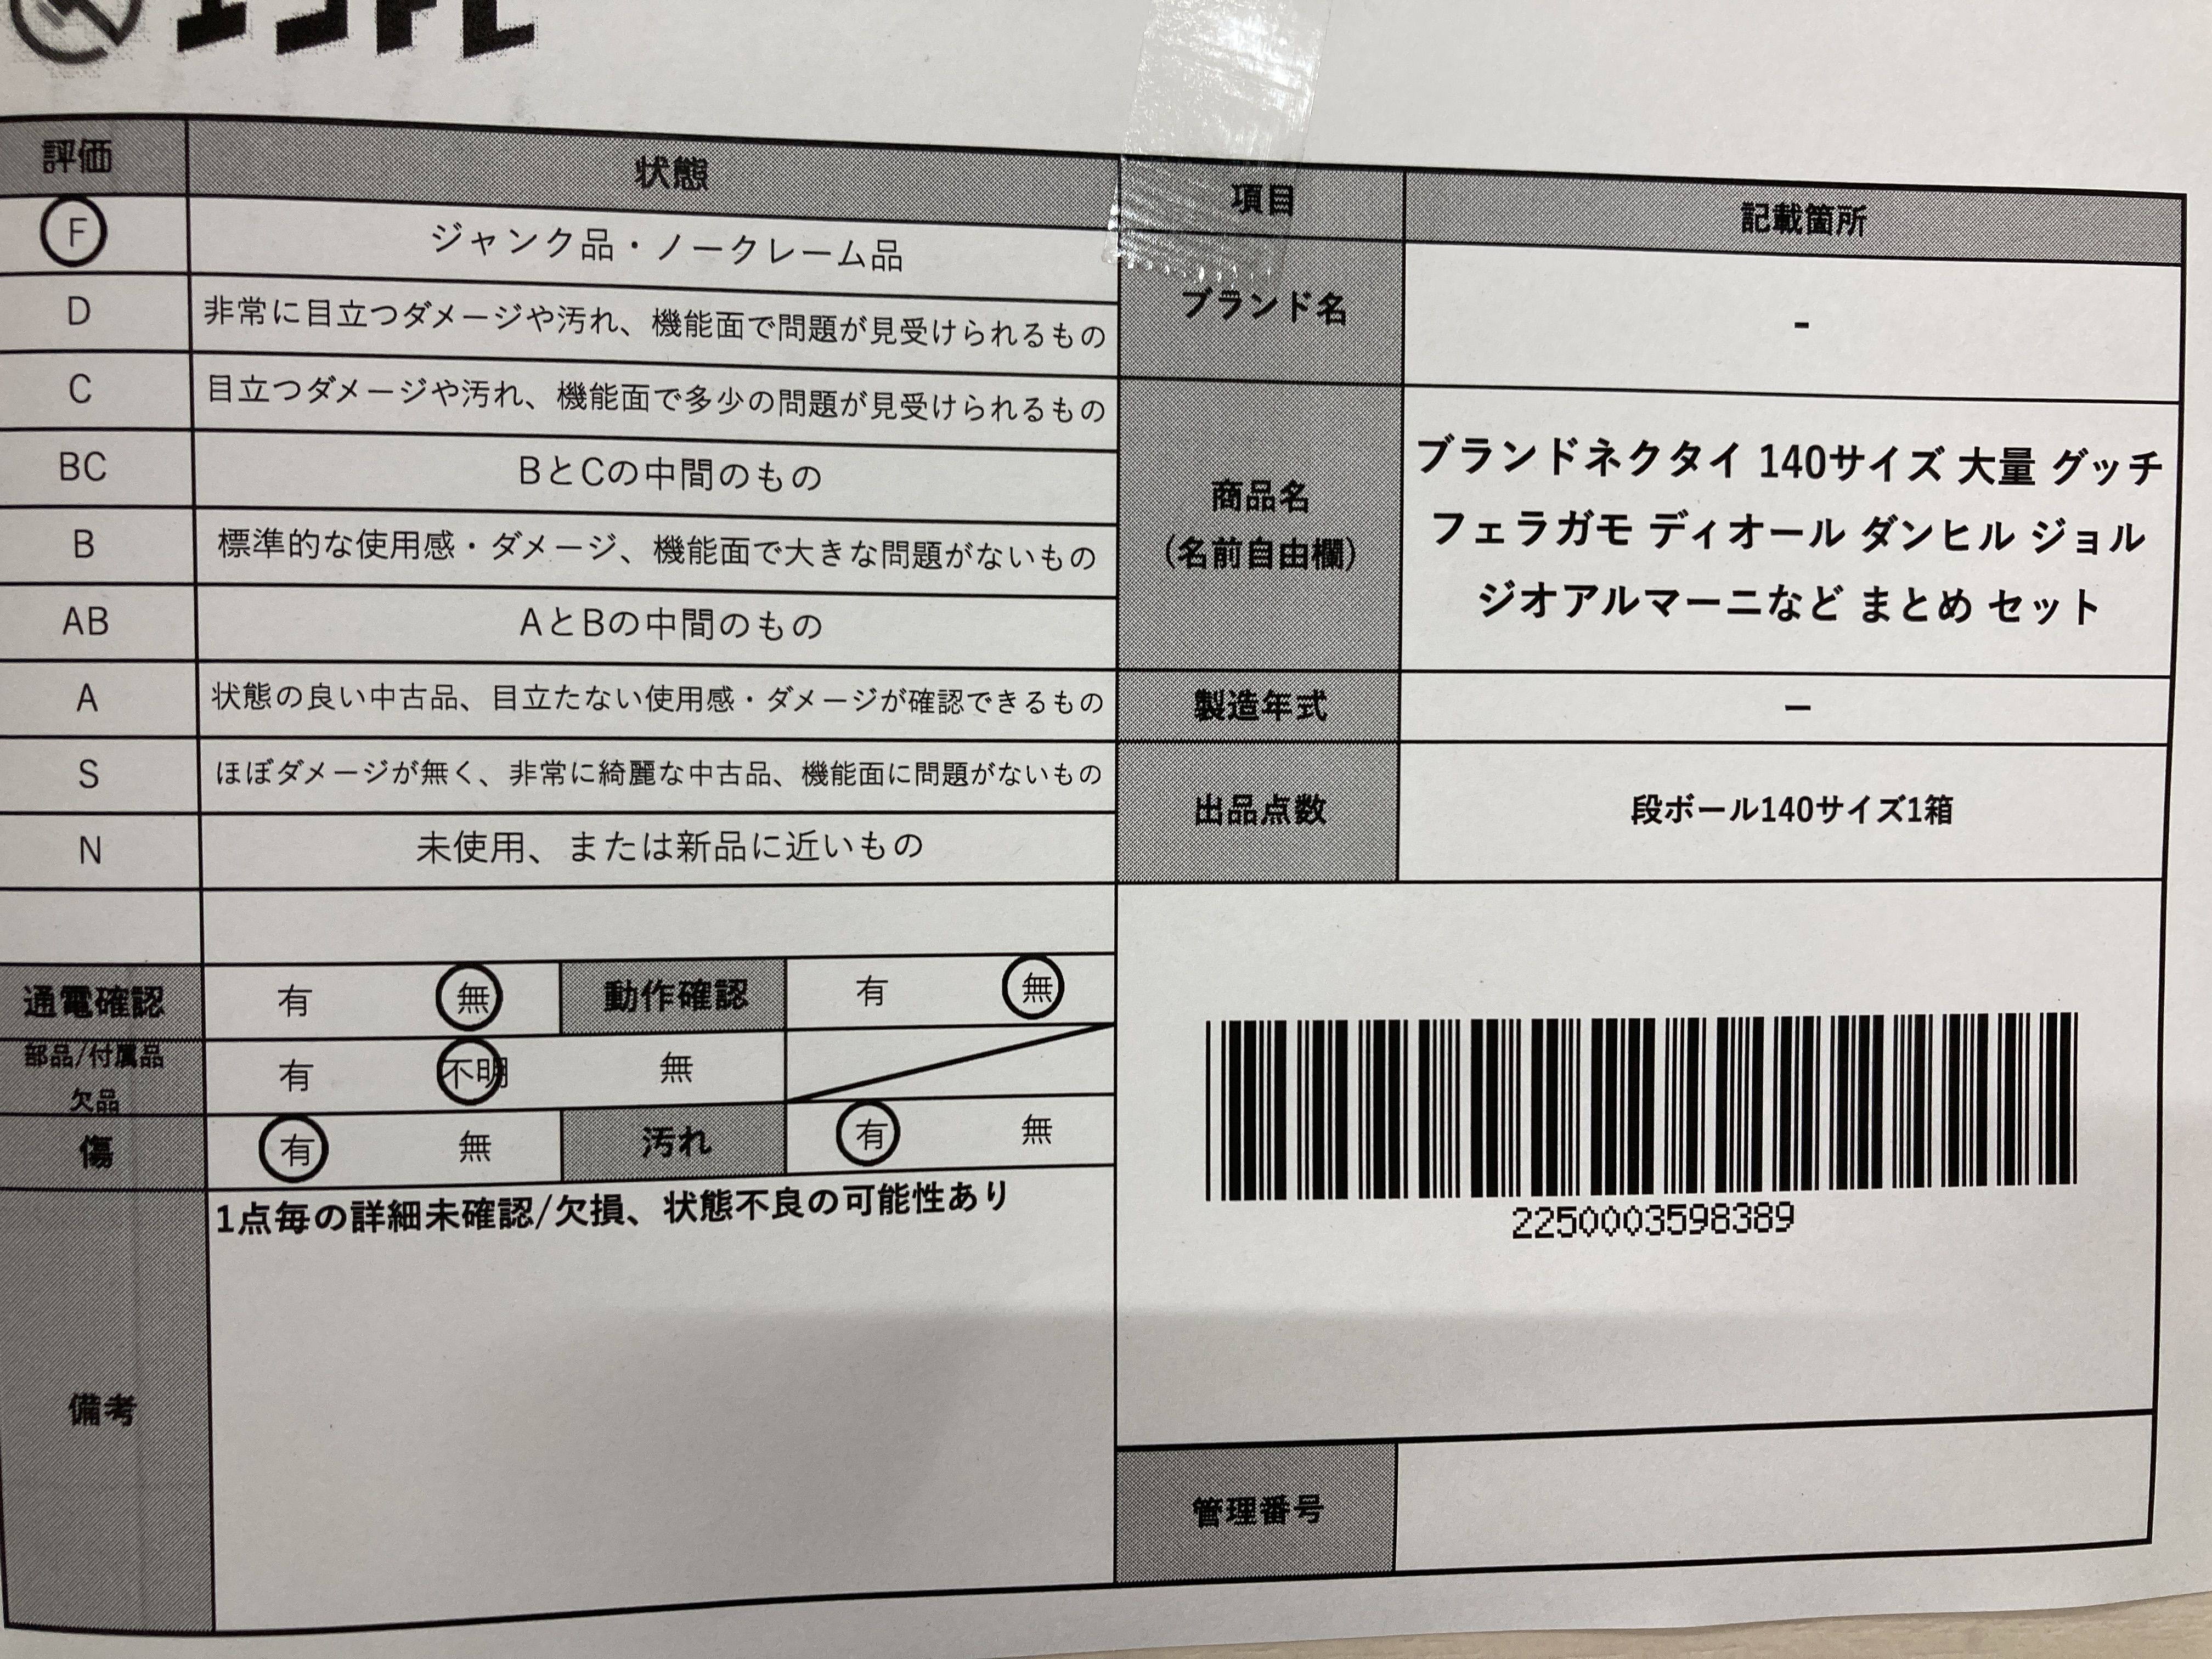 評価 状態
F ジャンク品・ノークレーム品
D 非常に目立つダメージや汚れ、機能面で問題が見受けられるもの
C 目立つダメージや汚れ、機能面で多少の問題が見受けられるもの
BC BとCの中間のもの
B 標準的な使用感・ダメージ、機能面で大きな問題がないもの
AB AとBの中間のもの
A 状態の良い中古品、目立たない使用感・ダメージが確認できるもの
S ほぼダメージが無く、非常に綺麗な中古品、機能面に問題がないもの
N 未使用、または新品に近いもの
通電確認 有 無 動作確認 有 無
部品/付属品
欠品
有 不明 無
傷 有 無 汚れ 有 無
備考
1点毎の詳細未確認/欠損、状態不良の可能性あり
項目 記載箇所
ブランド名 -
商品名
(名前自由欄)
ブランドネクタイ 140サイズ 大量 グッチ
フェラガモ ディオール ダンヒル ジョル
ジオアルマーニなど まとめ セット
製造年式 ー
出品点数 段ボール140サイズ1箱
2250003598389
管理番号